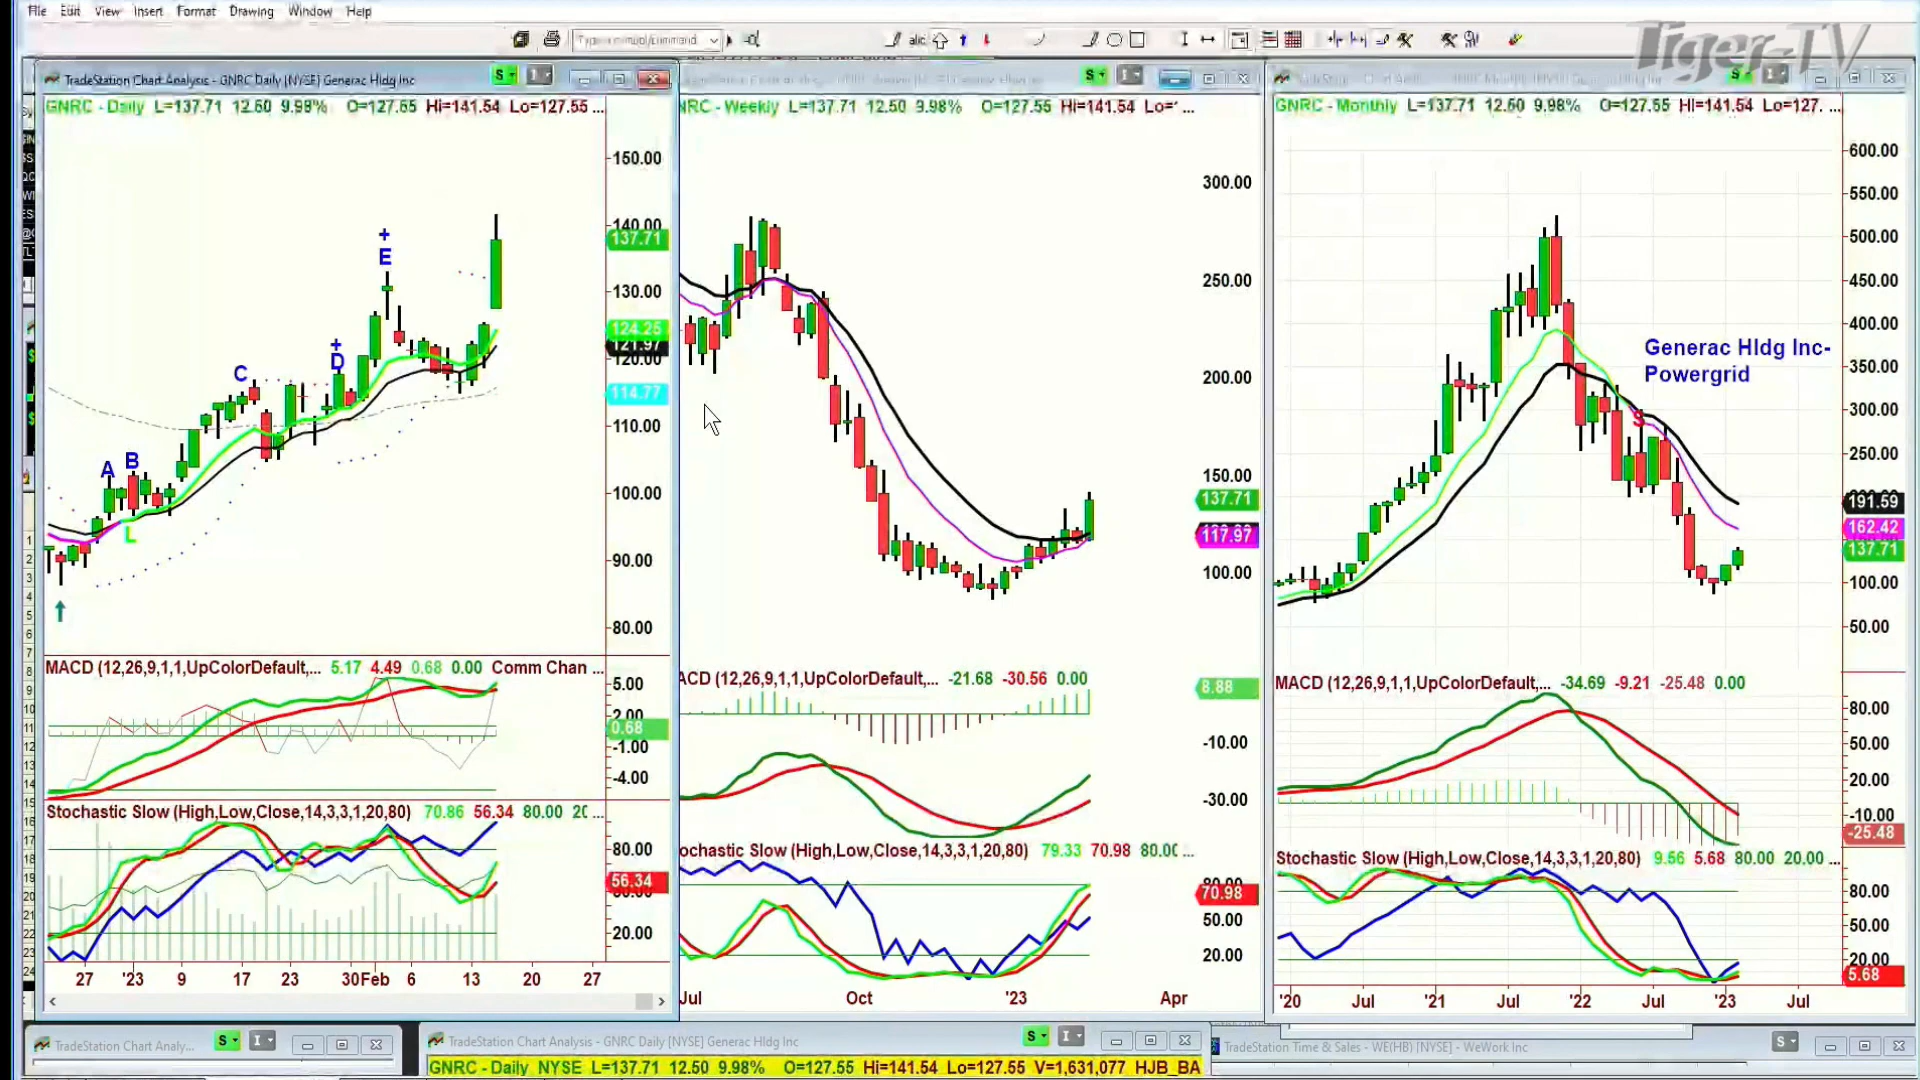 File Edit View Insert Format Drawing Window Help
Tiger-TV
TradeStation Chart Analysis - GNRC Daily [NYSE] Generac Hldg Inc
GNRC - Daily L=137.71 12.50 9.98% O=127.55 Hi=141.54 Lo=127.55 ...
150.00
140.00
137.71
130.00
124.25
121.97
120.00
114.77
110.00
100.00
90.00
80.00
A B C + D + E
L
MACD (12,26,9,1,1,UpColorDefault,... 5.17 4.49 0.68 0.00 Comm Chan ...
5.00
2.00
0.68
-1.00
-4.00
Stochastic Slow (High,Low,Close,14,3,3,1,20,80) 70.86 56.34 80.00 20 ...
80.00
56.34
20.00
27 '23 9 17 23 30Feb 6 13 20 27
NRC - Weekly L=137.71 12.50 9.98% O=127.55 Hi=141.54 Lo=' ...
300.00
250.00
200.00
150.00
137.71
117.97
100.00
ACD (12,26,9,1,1,UpColorDefault,... -21.68 -30.56 0.00
8.88
-10.00
-30.00
ochastic Slow (High,Low,Close,14,3,3,1,20,80) 79.33 70.98 80.00 ...
80.00
70.98
50.00
20.00
Jul Oct '23 Apr
GNRC - Monthly L=137.71 12.50 9.98% O=127.55 Hi=141.54 Lo=127. ...
600.00
550.00
500.00
450.00
400.00
350.00
300.00
250.00
191.59
162.42
137.71
100.00
50.00
Generac Hldg Inc-
Powergrid
S
MACD (12,26,9,1,1,UpColorDefault,... -34.69 -9.21 -25.48 0.00
80.00
50.00
20.00
-10.00
-25.48
Stochastic Slow (High,Low,Close,14,3,3,1,20,80) 9.56 5.68 80.00 20.00 ...
80.00
50.00
20.00
5.68
'20 Jul '21 Jul '22 Jul '23 Jul
TradeStation Chart Analy...
TradeStation Chart Analysis - GNRC Daily [NYSE] Generac Hldg Inc
TradeStation Time & Sales - WE(HB) [NYSE] - WeWork Inc
GNRC - Daily NYSE L=137.71 12.50 9.98% O=127.55 Hi=141.54 Lo=127.55 V=1,631,077 HJB_BA